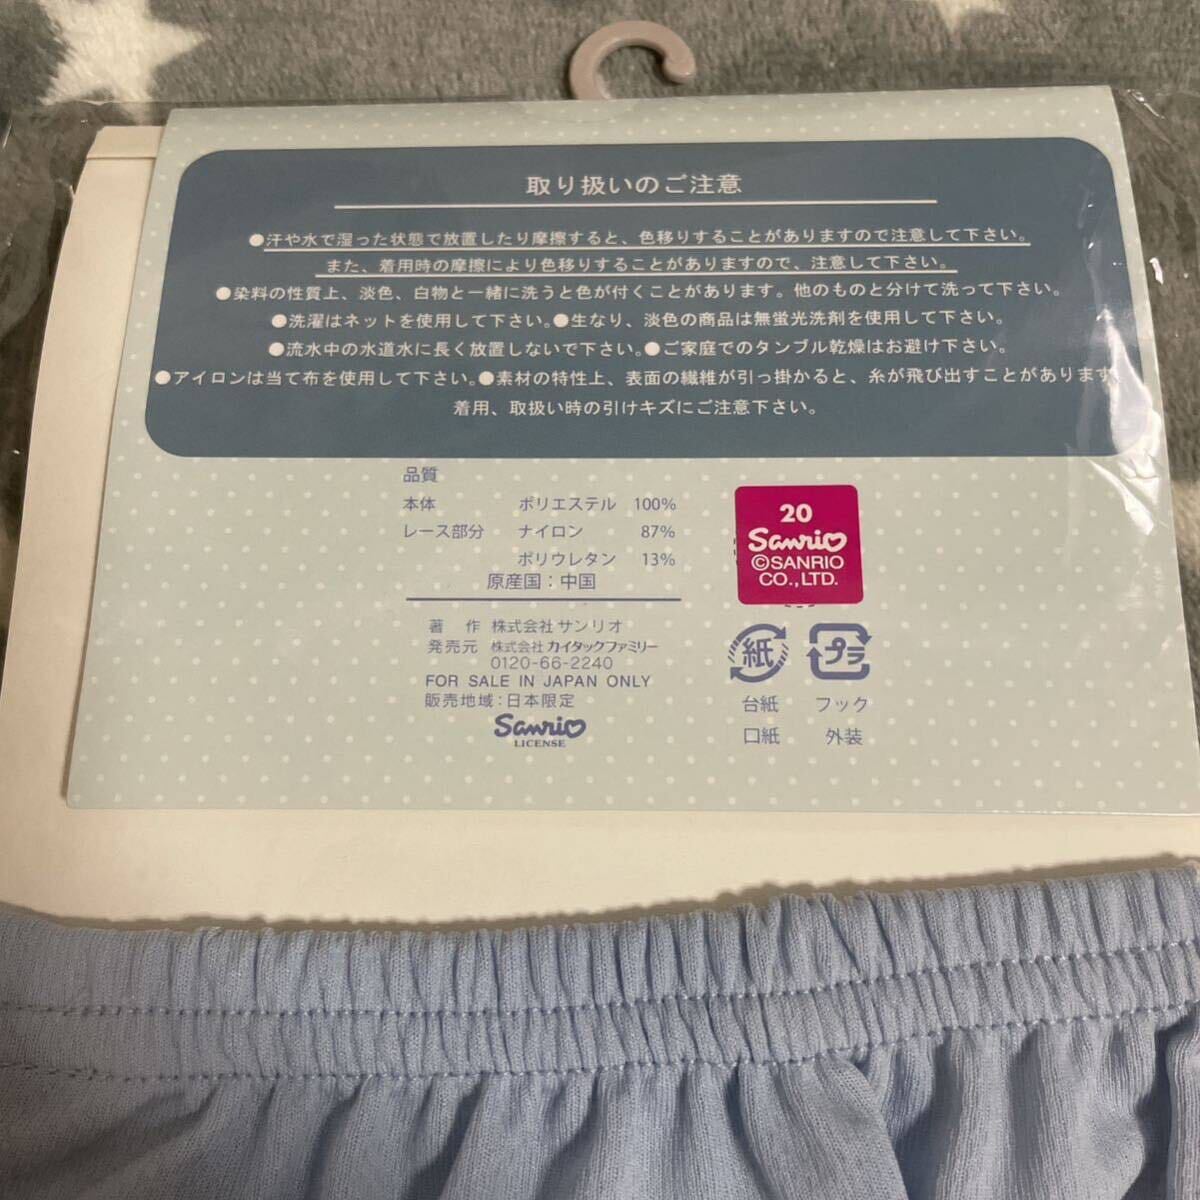 取り扱いのご注意
●汗や水で湿った状態で放置したり摩擦すると、色移りすることがありますので注意して下さい。
また、着用時の摩擦により色移りすることがありますので、注意して下さい。
●染料の性質上、淡色、白物と一緒に洗うと色が付くことがあります。他のものと分けて洗って下さい。
●洗濯はネットを使用して下さい。●生なり、淡色の商品は無蛍光洗剤を使用して下さい。
●流水中の水道水に長く放置しないで下さい。●ご家庭でのタンブル乾燥はお避け下さい。
●アイロンは当て布を使用して下さい。●素材の特性上、表面の繊維が引っ掛かると、糸が飛び出すことがあります。
着用、取扱い時の引けキズにご注意下さい。
品質
本体 ポリエステル 100%
レース部分 ナイロン 87%
ポリウレタン 13%
原産国：中国
著 作 株式会社サンリオ
発売元 株式会社カイタックファミリー
0120-66-2240
FOR SALE IN JAPAN ONLY
販売地域：日本限定
Sanrio
LICENSE
20
Sanrio
©SANRIO
CO.,LTD.
紙 プラ
台紙 フック
口紙 外装